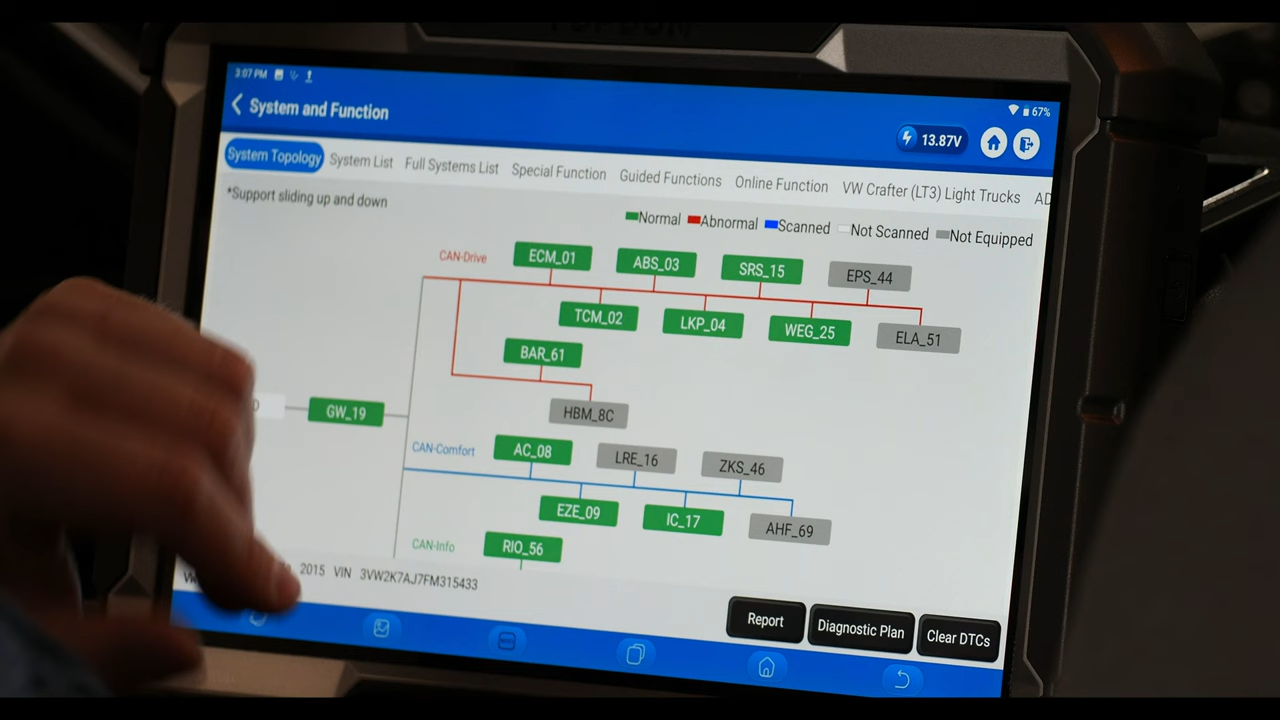 3:07 PM
67%
System and Function
13.87V
System Topology System List Full Systems List Special Function Guided Functions Online Function VW Crafter (LT3) Light Trucks AD
*Support sliding up and down
Normal Abnormal Scanned Not Scanned Not Equipped
CAN-Drive ECM_01 ABS_03 SRS_15 EPS_44
TCM_02 LKP_04 WEG_25 ELA_51
BAR_61
GW_19 HBM_8C
CAN-Comfort AC_08 LRE_16 ZKS_46
EZE_09 IC_17 AHF_69
CAN-Info RIO_56
2015 VIN 3VW2K7AJ7FM315433
Report Diagnostic Plan Clear DTCs